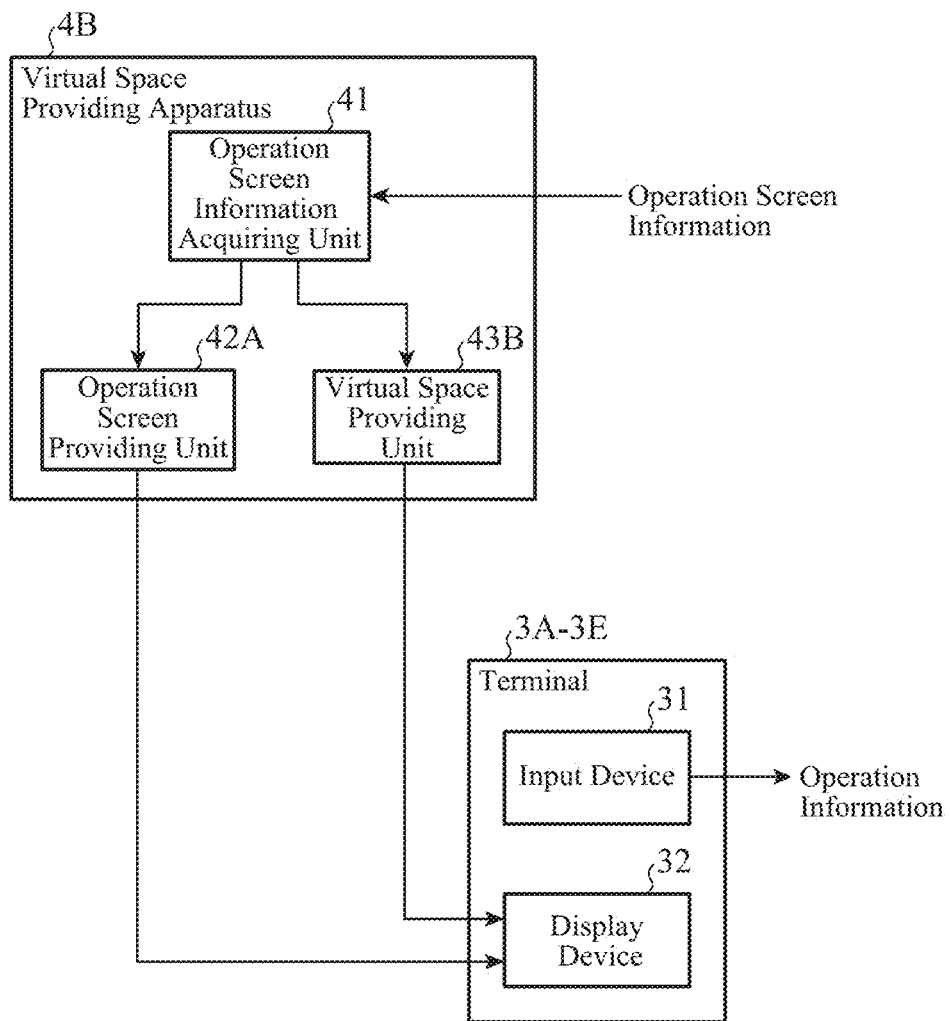 4B
Virtual Space
Providing Apparatus
41
Operation
Screen
Information
Acquiring Unit
Operation Screen
Information
42A
Operation
Screen
Providing Unit
43B
Virtual Space
Providing
Unit
3A-3E
Terminal
31
Input Device
Operation
Information
32
Display
Device